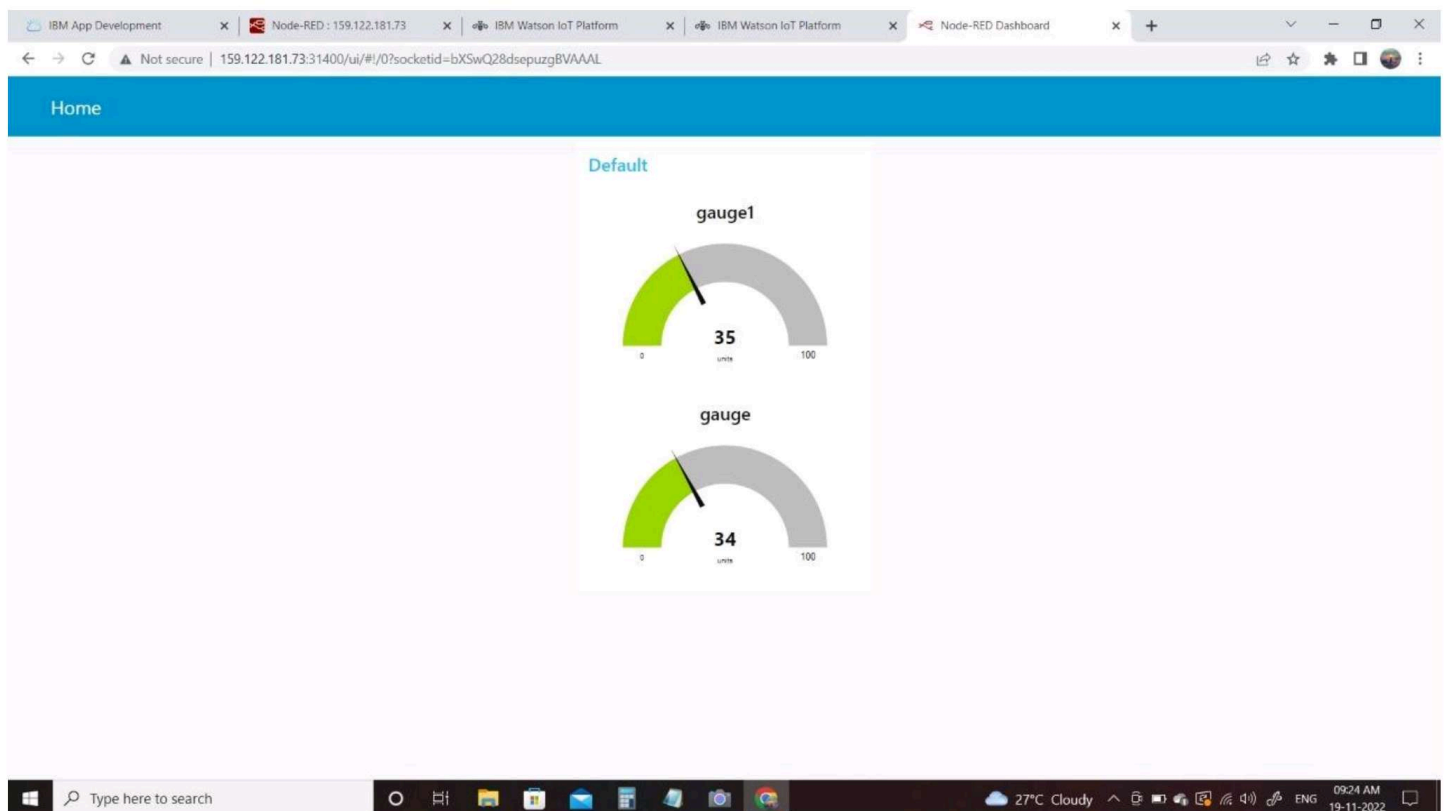 IBM App Development
Node-RED : 159.122.181.73
IBM Watson IoT Platform
IBM Watson IoT Platform
Node-RED Dashboard
Not secure | 159.122.181.73:31400/ui/#!/0?socketid=bXSwQ28dsepuzgBVAAAL
Home
Default
gauge1
35
0 units 100
gauge
34
0 units 100
Type here to search
27°C Cloudy
ENG
09:24 AM
19-11-2022